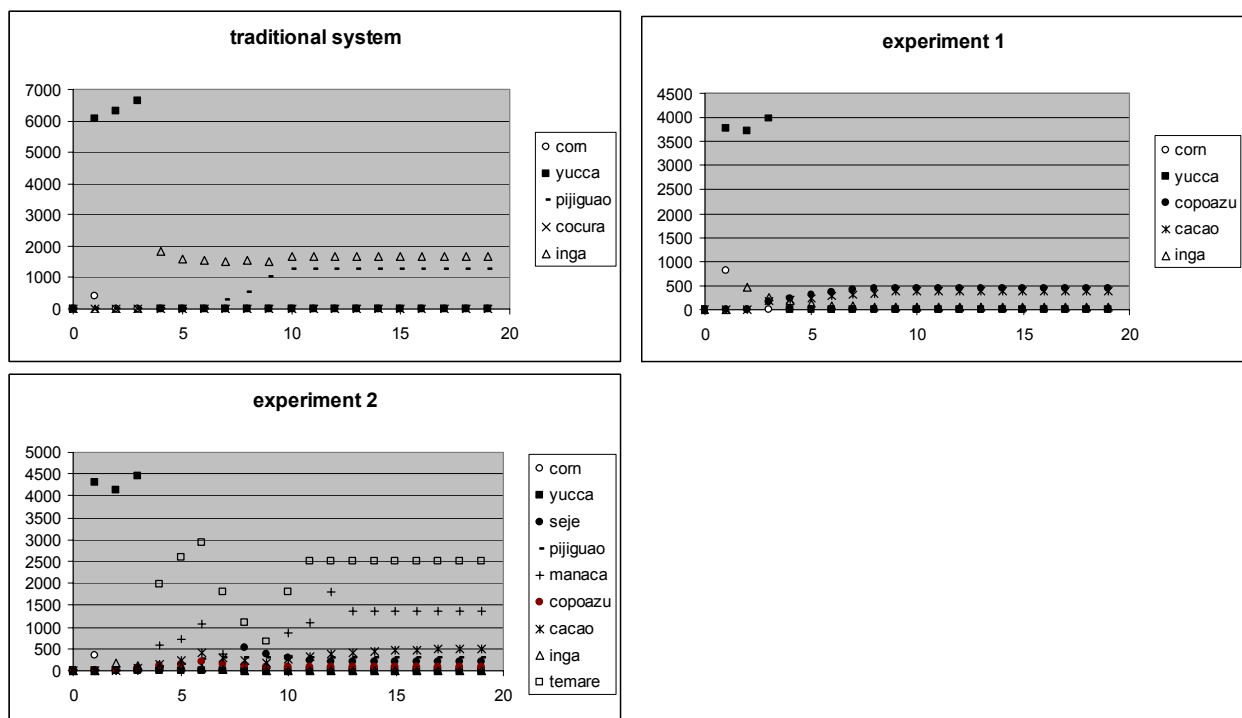 traditional system
7000
6000
5000
4000
3000
2000
1000
0
0 5 10 15 20
corn
yucca
pijiguao
cocura
inga
experiment 1
4500
4000
3500
3000
2500
2000
1500
1000
500
0
0 5 10 15 20
corn
yucca
copoazu
cacao
inga
experiment 2
5000
4500
4000
3500
3000
2500
2000
1500
1000
500
0
0 5 10 15 20
corn
yucca
seje
pijiguao
manaca
copoazu
cacao
inga
temare